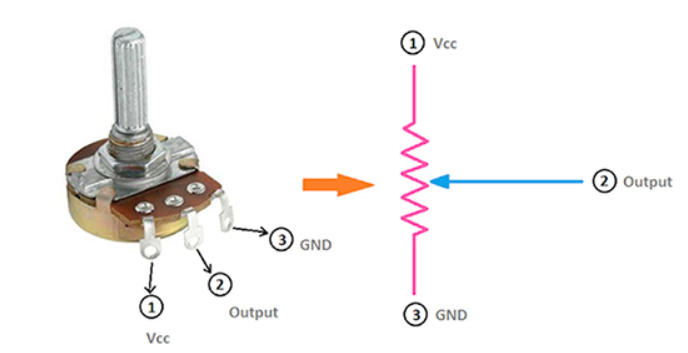 1 Vcc
2 Output
3 GND
3 GND
2
Output
1
Vcc